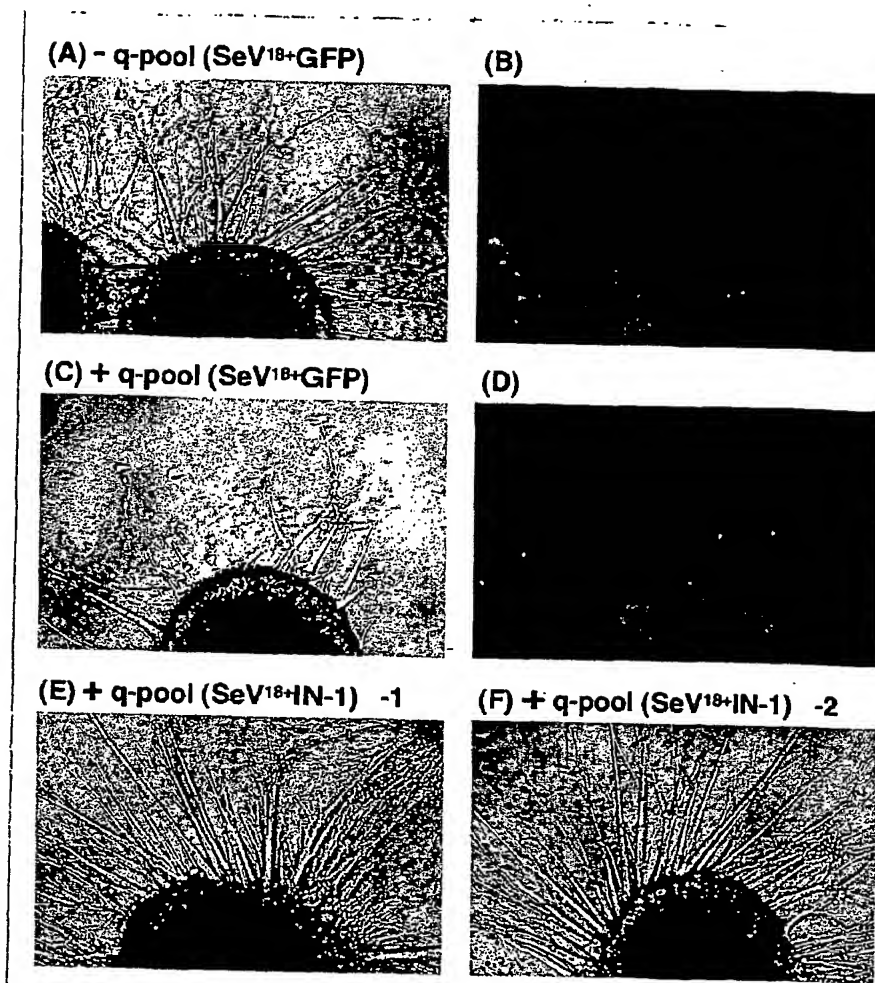 (A) - q-pool (SeV18+GFP)
(B)
(C) + q-pool (SeV18+GFP)
(D)
(E) + q-pool (SeV18+IN-1) -1
(F) + q-pool (SeV18+IN-1) -2